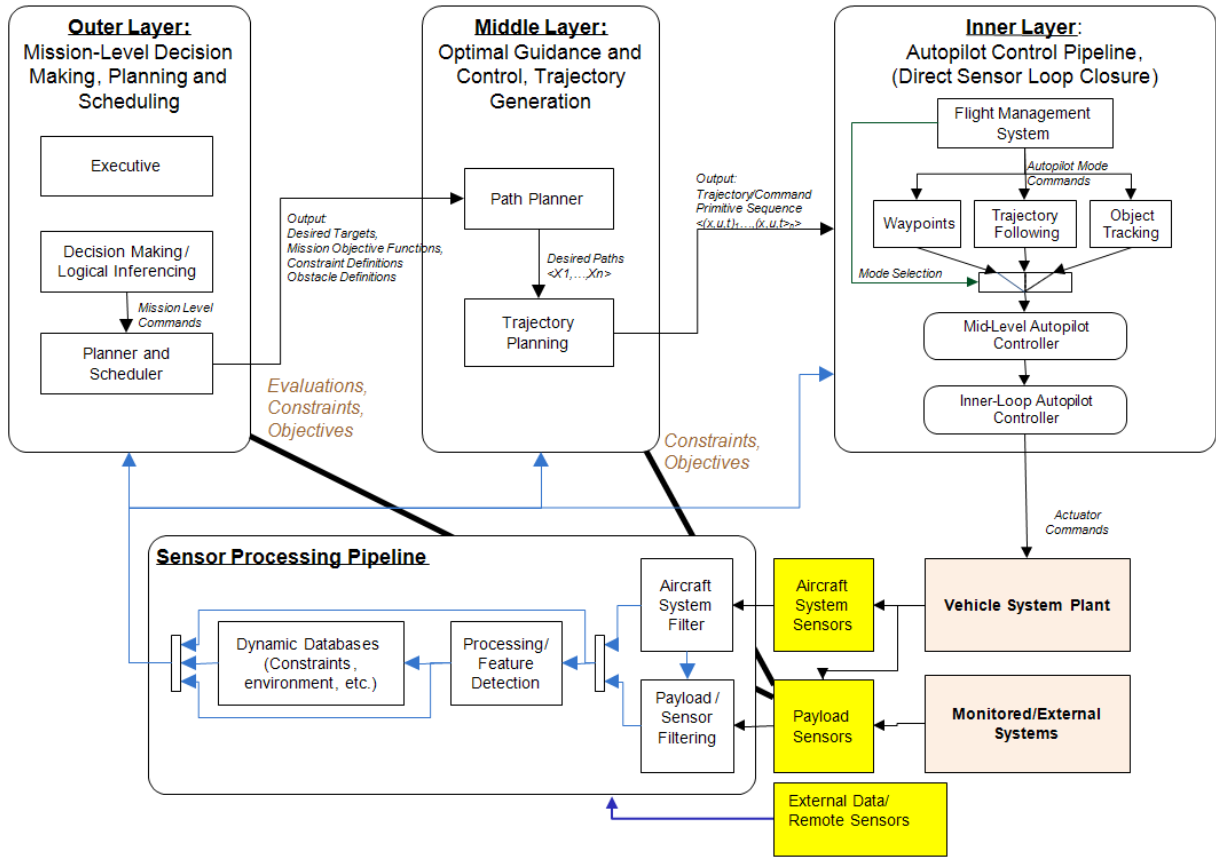 Outer Layer:
Mission-Level Decision
Making, Planning and
Scheduling
Executive
Decision Making/
Logical Inferencing
Mission Level
Commands
Planner and
Scheduler
Output:
Desired Targets,
Mission Objective Functions,
Constraint Definitions
Obstacle Definitions
Evaluations,
Constraints,
Objectives
Middle Layer:
Optimal Guidance and
Control, Trajectory
Generation
Path Planner
Desired Paths
<X1,...,Xn>
Trajectory
Planning
Output:
Trajectory/Command
Primitive Sequence
<(x,u,t)1...,(x,u,t>n>
Constraints,
Objectives
Inner Layer:
Autopilot Control Pipeline,
(Direct Sensor Loop Closure)
Flight Management
System
Autopilot Mode
Commands
Waypoints
Trajectory
Following
Object
Tracking
Mode Selection
Mid-Level Autopilot
Controller
Inner-Loop Autopilot
Controller
Actuator
Commands
Sensor Processing Pipeline
Dynamic Databases
(Constraints,
environment, etc.)
Processing/
Feature
Detection
Aircraft
System
Filter
Payload /
Sensor
Filtering
Aircraft
System
Sensors
Payload
Sensors
Vehicle System Plant
Monitored/External
Systems
External Data/
Remote Sensors